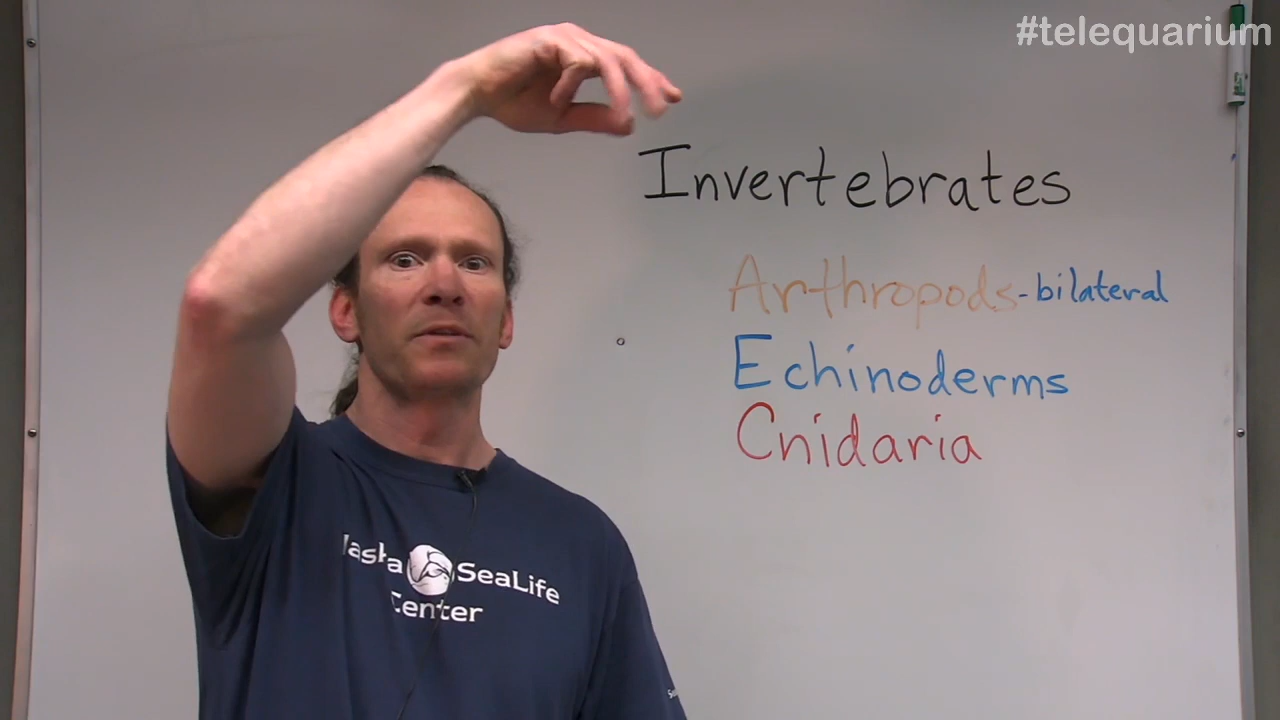 #telequarium
Invertebrates
Arthropods-bilateral
Echinoderms
Cnidaria
laska SeaLife
Center